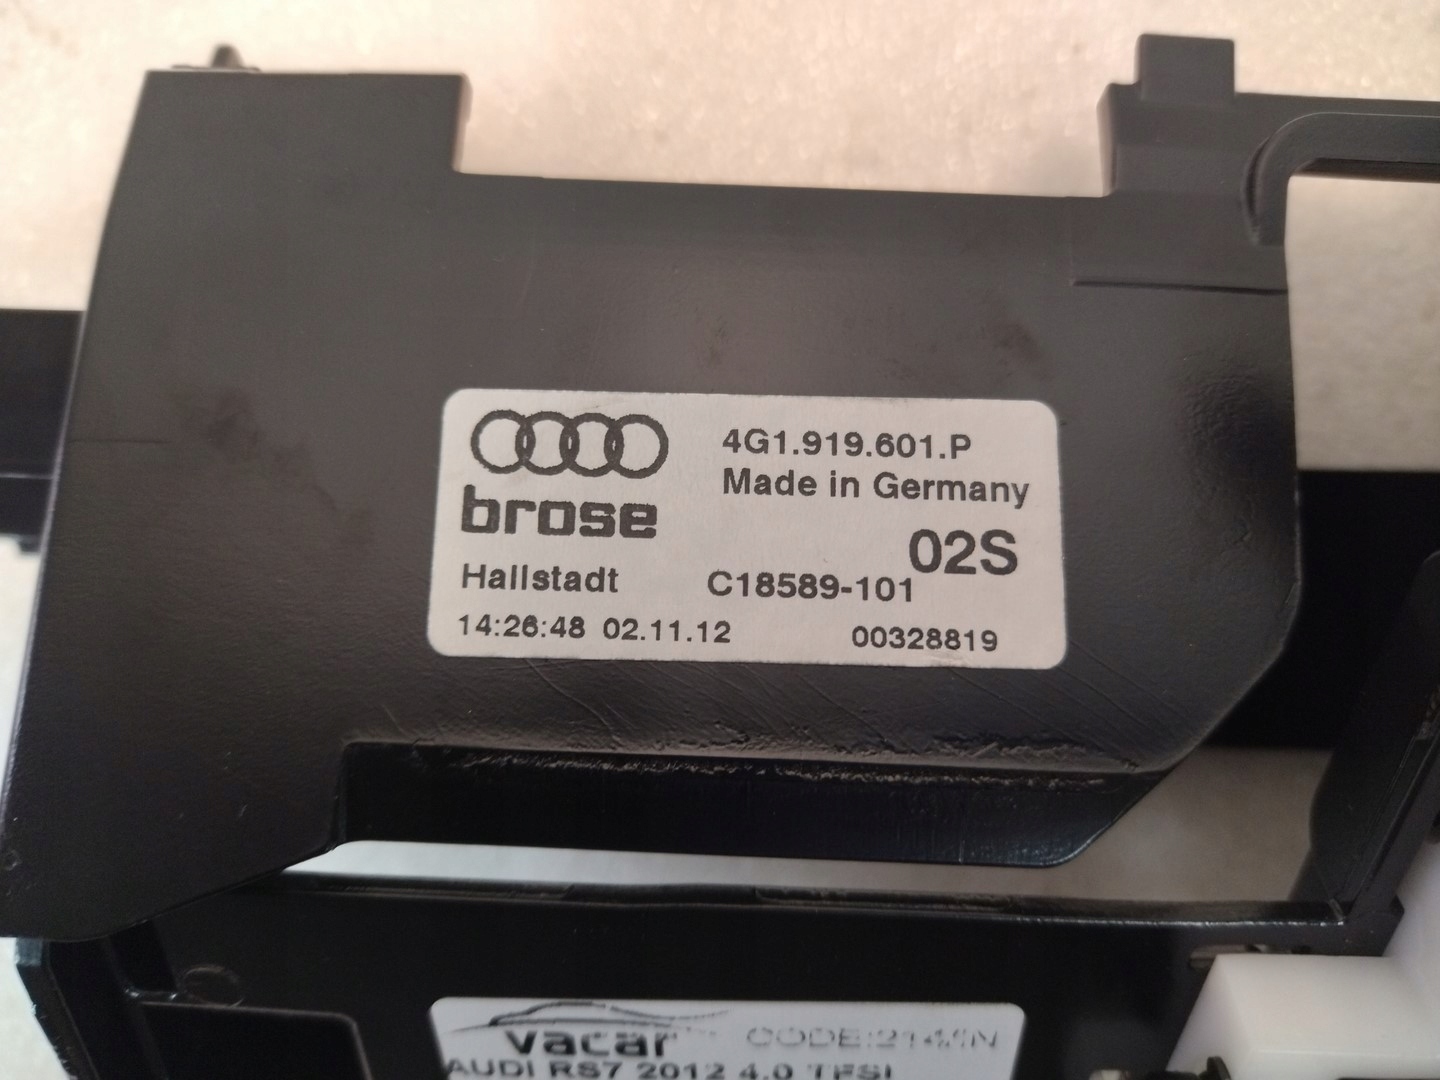 4G1.919.601.P
Made in Germany
brose
02S
Hallstadt C18589-101
14:26:48 02.11.12 00328819
vacar CODE:
AUDI RS7 2012 4.0 TFSI